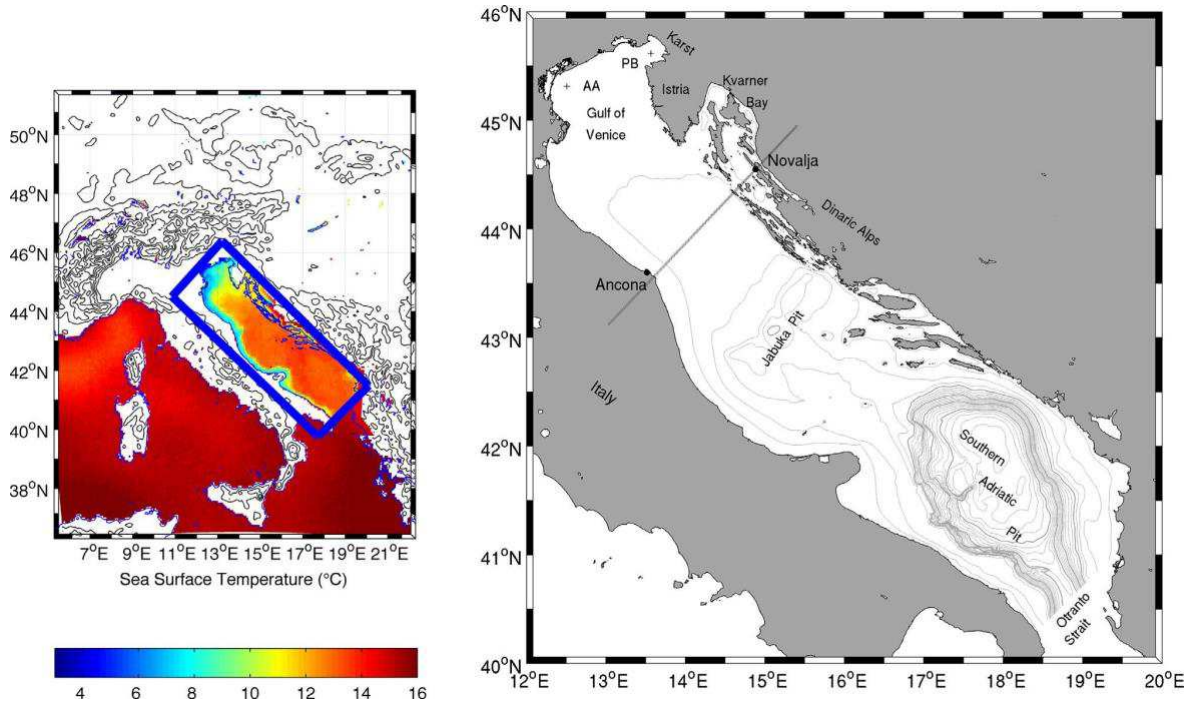 50°N
48°N
46°N
44°N
42°N
40°N
38°N
7°E 9°E 11°E 13°E 15°E 17°E 19°E 21°E
Sea Surface Temperature (°C)
4 6 8 10 12 14 16
46°N
45°N
44°N
43°N
42°N
41°N
40°N
12°E 13°E 14°E 15°E 16°E 17°E 18°E 19°E 20°E
Karst
PB
AA
Istria
Kvarner
Bay
Gulf of
Venice
Novalja
Dinaric Alps
Ancona
Jabuka Pit
Italy
Southern
Adriatic
Pit
Otranto
Strait